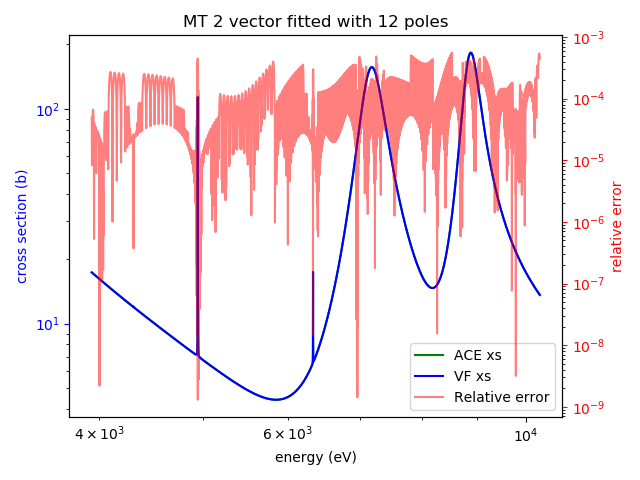 MT 2 vector fitted with 12 poles
cross section (b)
10²
10¹
10⁻³
10⁻⁴
10⁻⁵
10⁻⁶
10⁻⁷
10⁻⁸
10⁻⁹
relative error
ACE xs
VF xs
Relative error
4 × 10³
6 × 10³
10⁴
energy (eV)